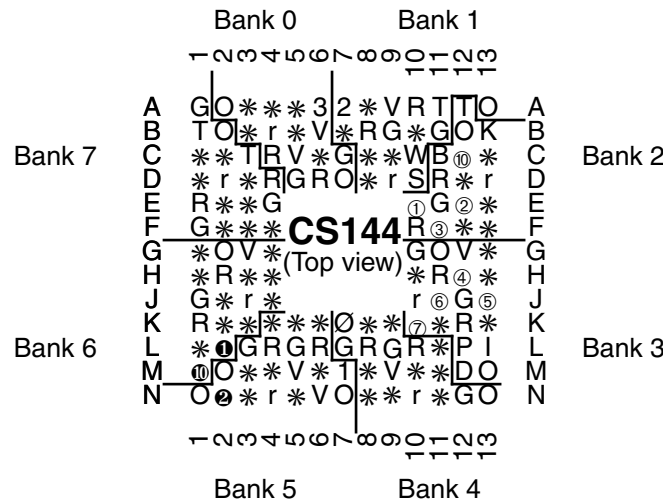 Bank 0 Bank 1
1 2 3 4 5 6 7 8 9 10 11 12 13
A G O * * * 3 2 * V R T T O A
B T O * r * V * R G * G O K B
Bank 7 C * * T R V * G * * W B ⑩ * C Bank 2
D * r * R G R O * r S R * r D
E R * * G ① G ② * E
F G * * * CS144 R ③ * * F
G * O V * (Top view) G O V * G
H * R * * * R ④ * H
J G * r * r ⑥ G ⑤ J
K R * * * * * Ø * * ⑦ * R * K
Bank 6 L * ❶ G R G R G R G R * P I L Bank 3
M ❿ O * * V * 1 * V * * D O M
N O ❷ * r * V O * * r * G O N
1 2 3 4 5 6 7 8 9 10 11 12 13
Bank 5 Bank 4